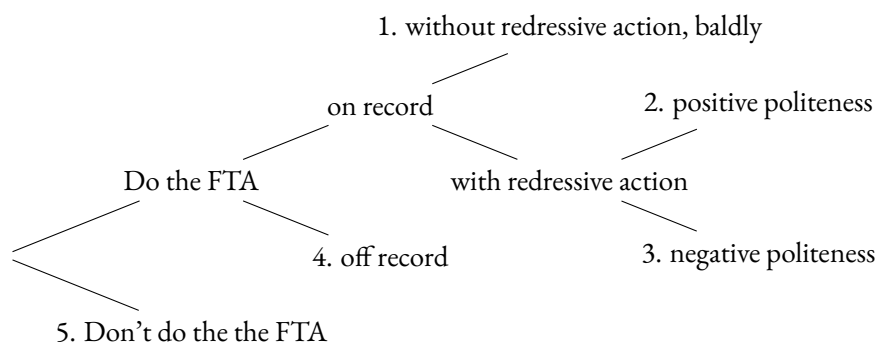 1. without redressive action, baldly
on record
2. positive politeness
Do the FTA
with redressive action
4. off record
3. negative politeness
5. Don't do the the FTA